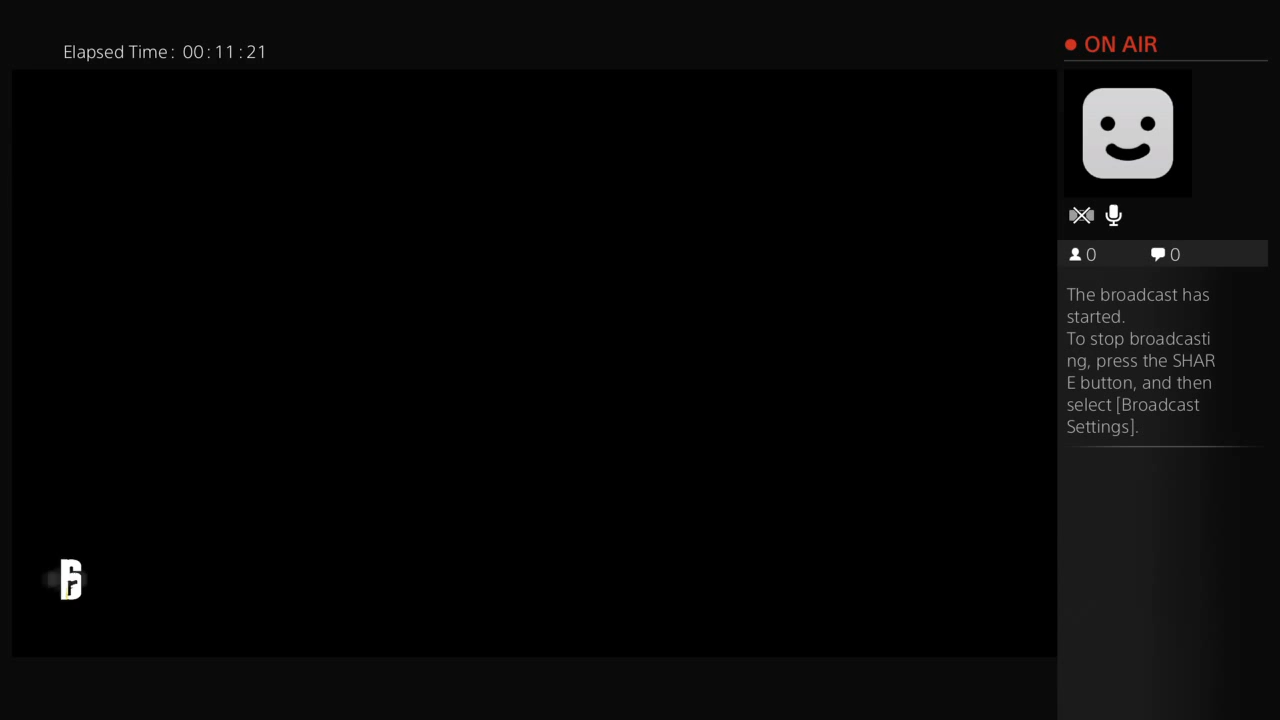 Elapsed Time: 00:11:21
ON AIR
0 0
The broadcast has
started.
To stop broadcasti
ng, press the SHAR
E button, and then
select [Broadcast
Settings].
6